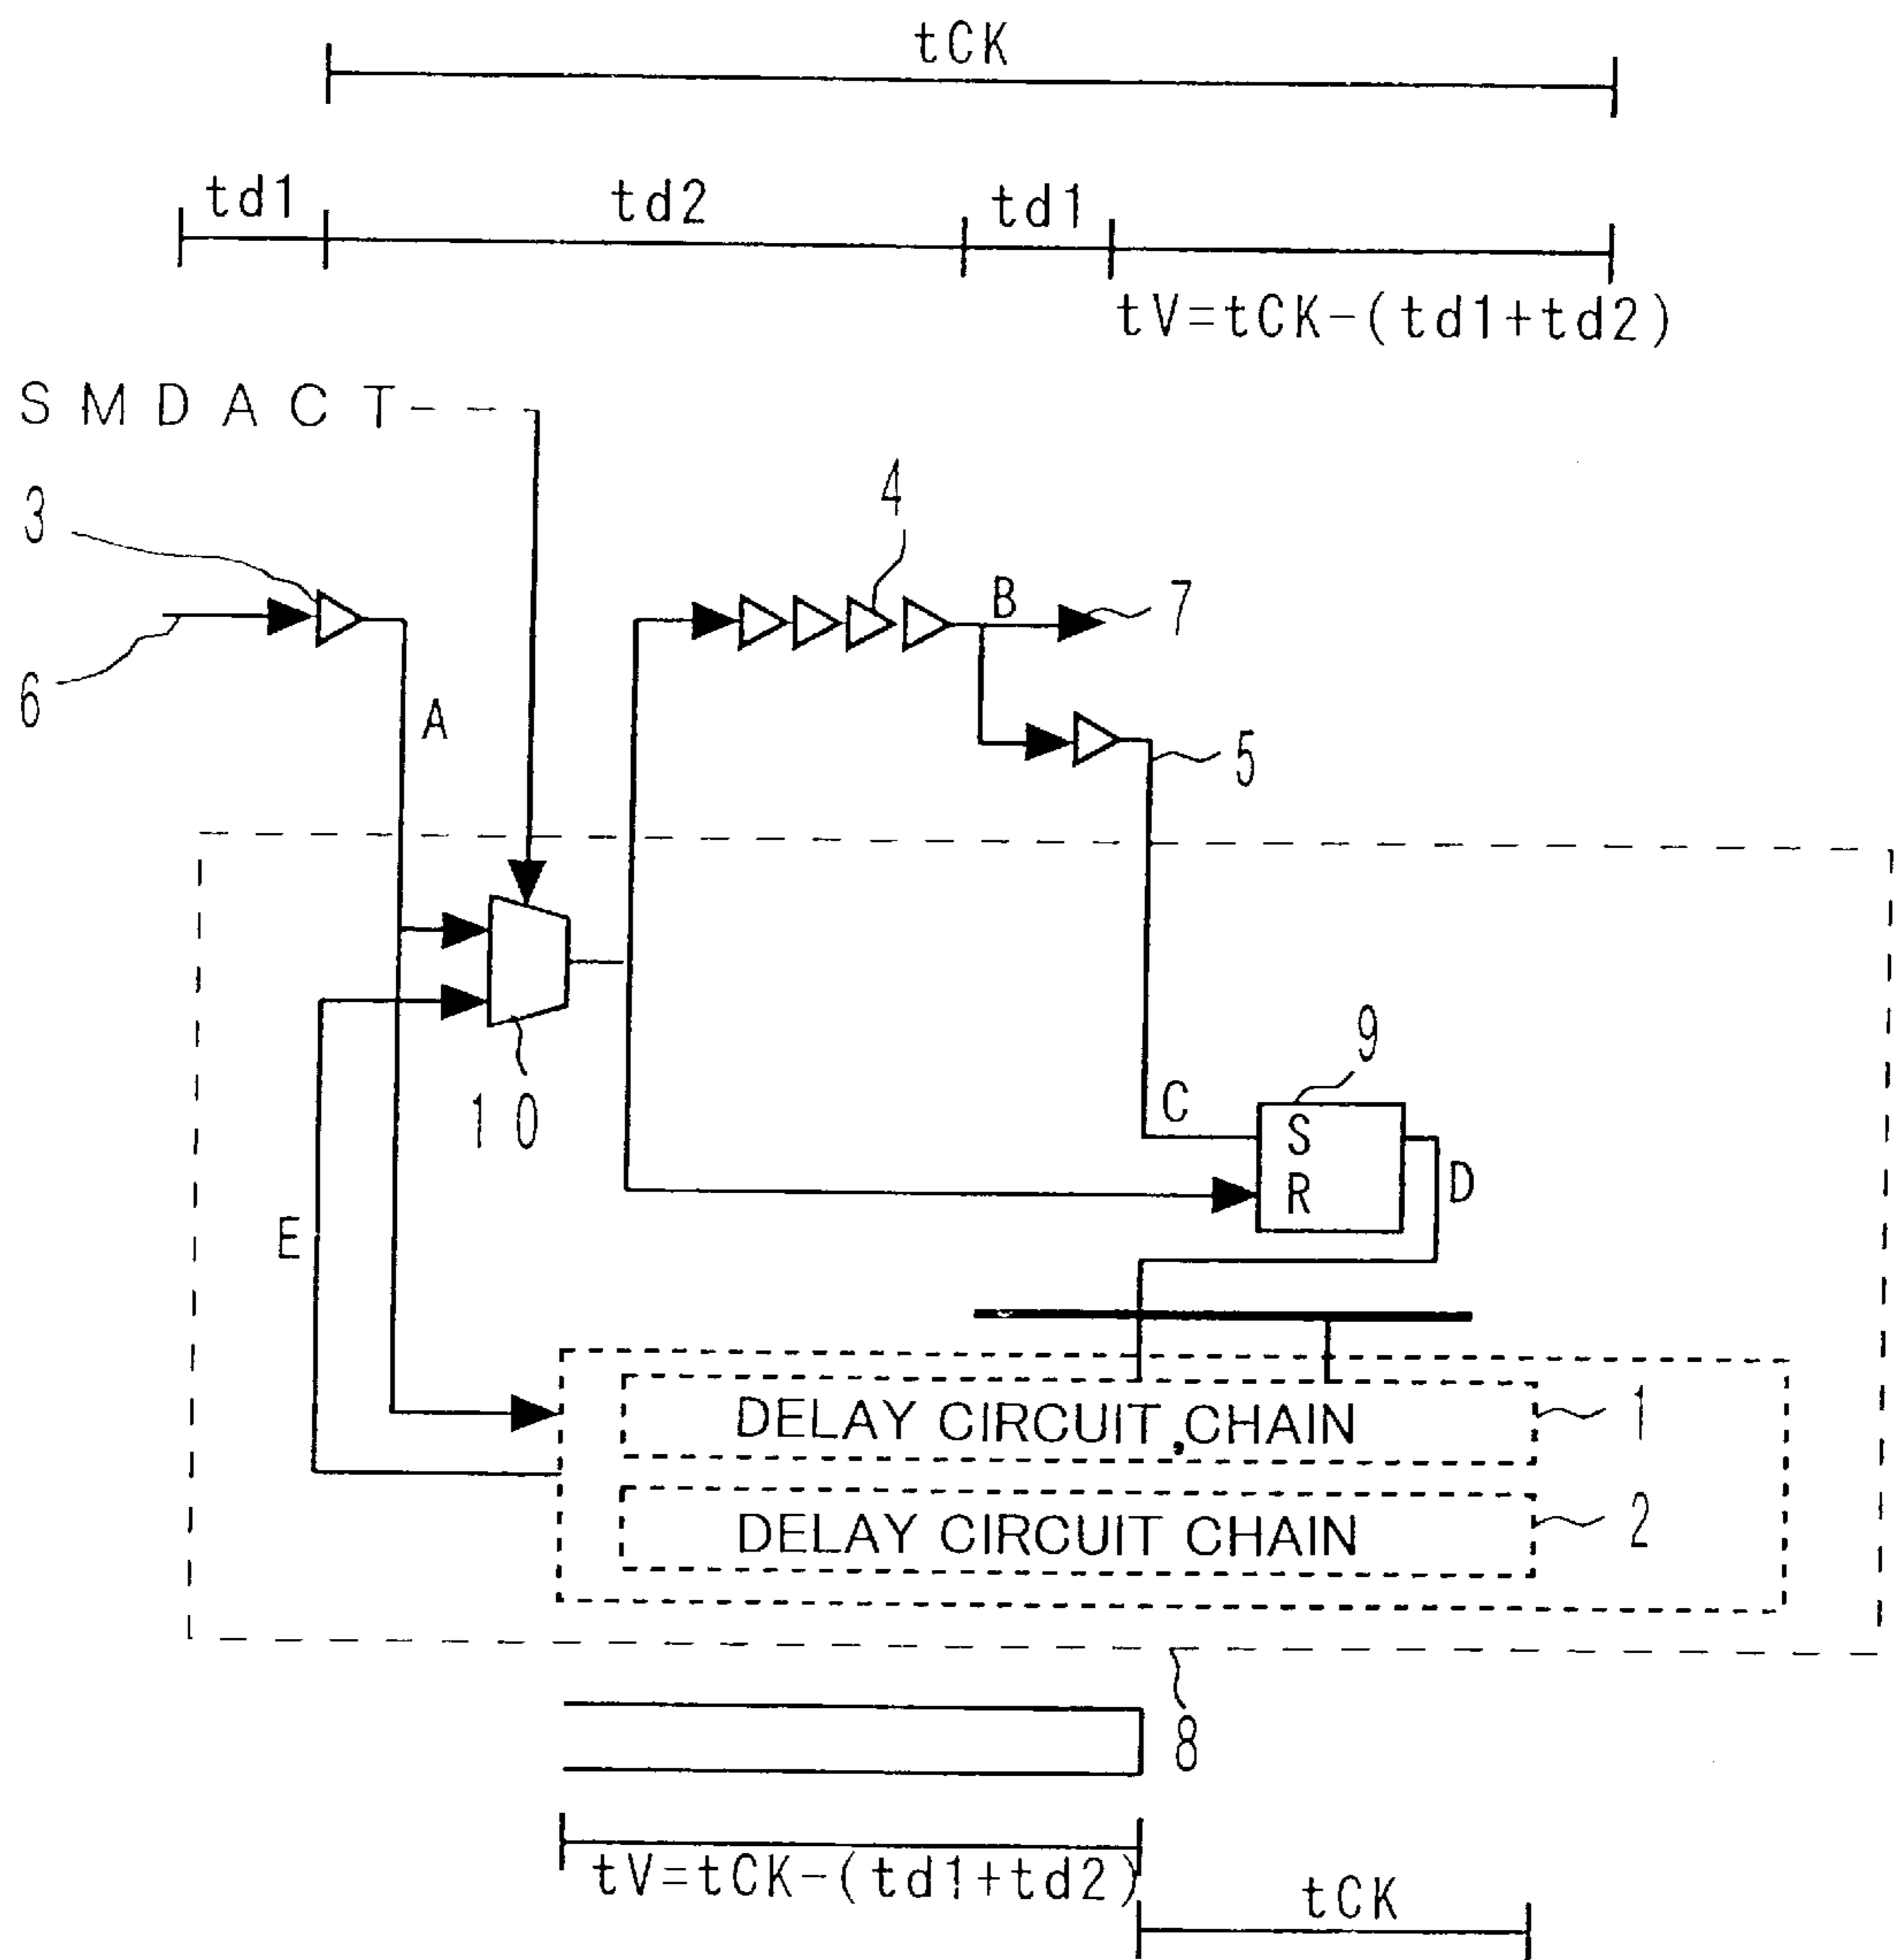 tCK
td1
td2
td1
tV=tCK-(td1+td2)
SMDACT
3
4
B
7
6
A
5
10
9
C
S
R
D
E
DELAY CIRCUIT,CHAIN
1
DELAY CIRCUIT CHAIN
2
8
tV=tCK-(td1+td2)
tCK